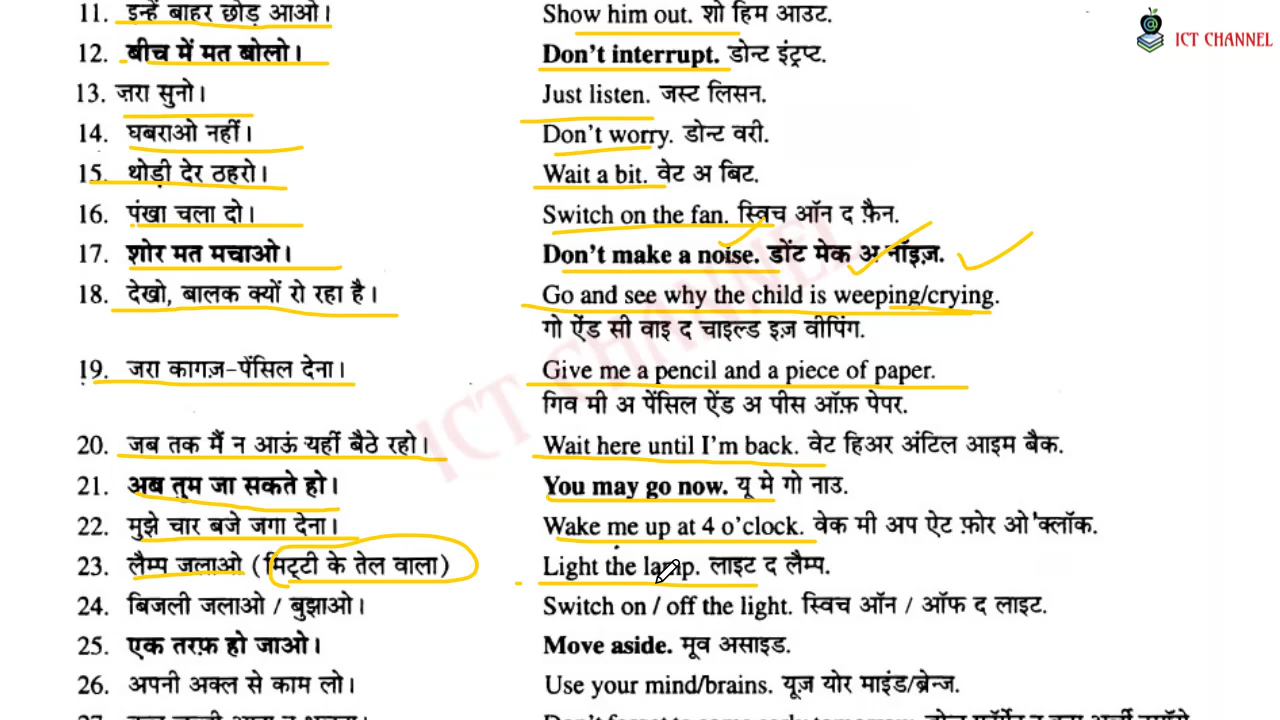 11. इन्हें बाहर छोड़ आओ। Show him out. शो हिम आउट.
ICT CHANNEL
12. बीच में मत बोलो। Don't interrupt. डोन्ट इंट्रप्ट.
13. ज़रा सुनो। Just listen. जस्ट लिसन.
14. घबराओ नहीं। Don't worry. डोन्ट वरी.
15. थोड़ी देर ठहरो। Wait a bit. वेट अ बिट.
16. पंखा चला दो। Switch on the fan. स्विच ऑन द फ़ैन.
17. शोर मत मचाओ। Don't make a noise. डोंट मेक अ नॉइज़.
18. देखो, बालक क्यों रो रहा है। Go and see why the child is weeping/crying.
गो ऐंड सी वाइ द चाइल्ड इज़ वीपिंग.
19. जरा कागज़-पेंसिल देना। Give me a pencil and a piece of paper.
गिव मी अ पेंसिल ऐंड अ पीस ऑफ़ पेपर.
20. जब तक मैं न आऊं यहीं बैठे रहो। Wait here until I'm back. वेट हिअर अंटिल आइम बैक.
21. अब तुम जा सकते हो। You may go now. यू मे गो नाउ.
22. मुझे चार बजे जगा देना। Wake me up at 4 o'clock. वेक मी अप ऐट फ़ोर ओ'क्लॉक.
23. लैम्प जलाओ (मिट्टी के तेल वाला) Light the lamp. लाइट द लैम्प.
24. बिजली जलाओ / बुझाओ। Switch on / off the light. स्विच ऑन / ऑफ द लाइट.
25. एक तरफ़ हो जाओ। Move aside. मूव असाइड.
26. अपनी अक्ल से काम लो। Use your mind/brains. यूज़ योर माइंड/ब्रेन्ज.
ICT CHANNEL